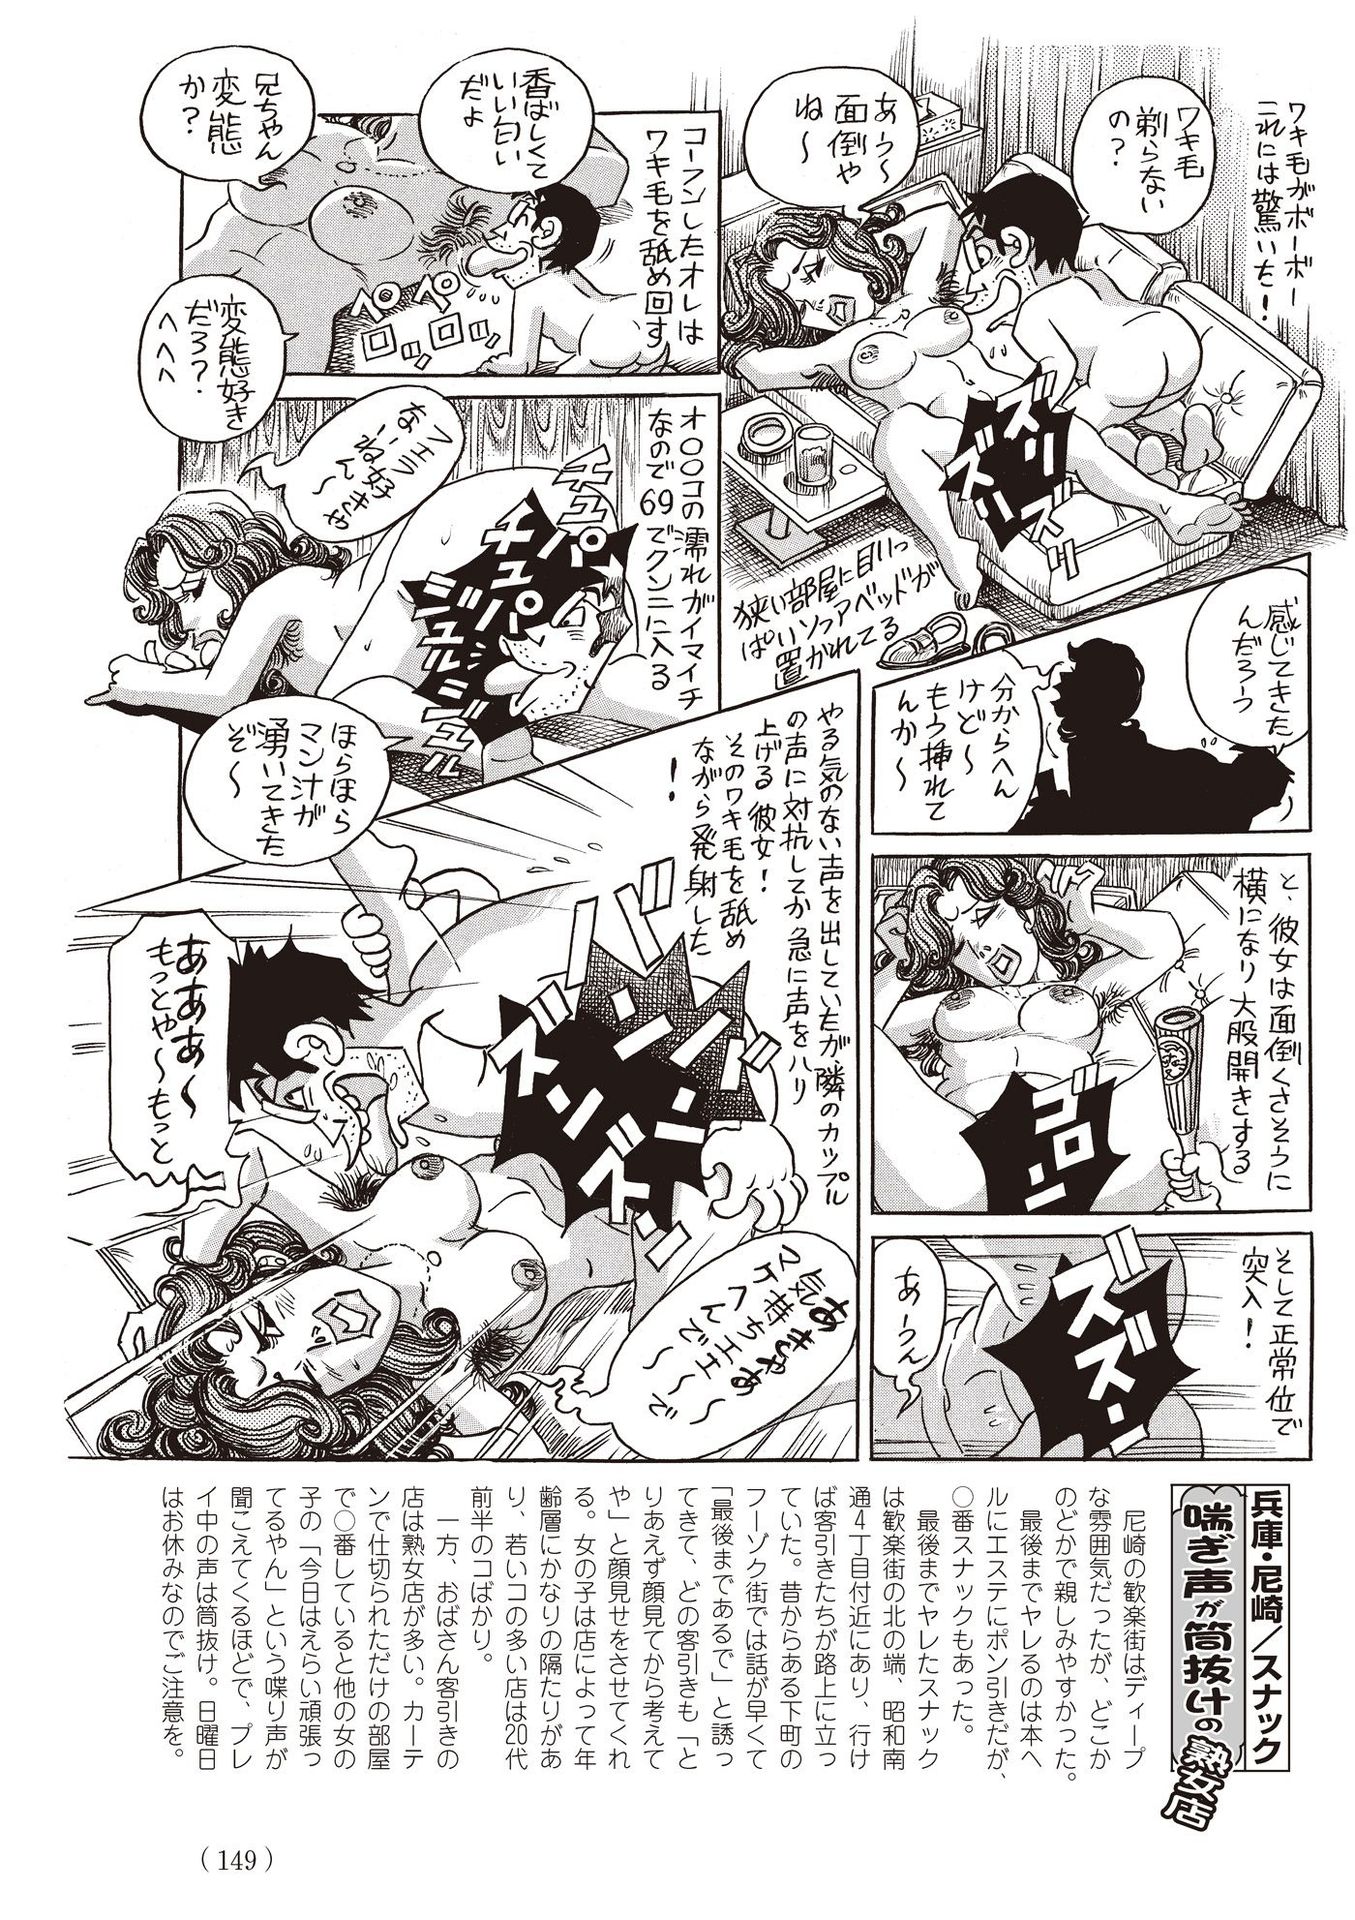 ワキ毛がボーボー
これには驚いた!
ワキ毛
剃らない
の?
あう〜
面倒や
ね〜
ズリズリ
ズズッ
狭い部屋に目いっ
ぱいソファベッドが
置かれてる
コーフンしたオレは
ワキ毛を舐め回す
香ばしくて
いい匂い
だよ
兄ちゃん
変態
か?
ペロペロッ
ロッ
変態好き
だろ?
へへへ
オ〇〇コの濡れがイマイチ
なので69でクンニに入る
フェラ好きや
な〜ねん〜
チュパ
チュパ
ジュルジュル
ほらほら
マン汁が
湧いてきた
ぞ〜
感じてきた
んだろう
分からへん
けど〜
もう挿れて
んか〜
と、彼女は面倒くさそうに
横になり大股開きする
ゴロン
そして正常位で
突入!
ズズン
あーうん
やる気のない声を出していたが、隣のカップル
の声に対抗してか急に声をハリ
上げる彼女!
そのワキ毛を舐め
ながら発射した
!
ズンズンズンズン
あああ〜
もっとや〜もっと
あきゃあぁ
気持ちエエ〜で
兵庫・尼崎/スナック
喘ぎ声が筒抜けの熟女店
尼崎の歓楽街はディープ
な雰囲気だったが、どこか
のどかで親しみやすかった。
最後までヤレるのは本ヘ
ルにエステにポン引きだが、
〇番スナックもあった。
最後までヤレたスナック
は歓楽街の北の端、昭和南
通4丁目付近にあり、行け
ば客引きたちが路上に立っ
ていた。昔からある下町の
フーゾク街では話が早くて
「最後まであるで」と誘っ
てきて、どの客引きも「と
りあえず顔見てから考えて
や」と顔見せをさせてくれ
る。女の子は店によって年
齢層にかなりの隔たりがあ
り、若いコの多い店は20代
前半のコばかり。
一方、おばさん客引きの
店は熟女店が多い。カーテ
ンで仕切られただけの部屋
で〇番していると他の女の
子の「今日はえらい頑張っ
てるやん」という喋り声が
聞こえてくるほどで、プレ
イ中の声は筒抜け。日曜日
はお休みなのでご注意を。
(149)